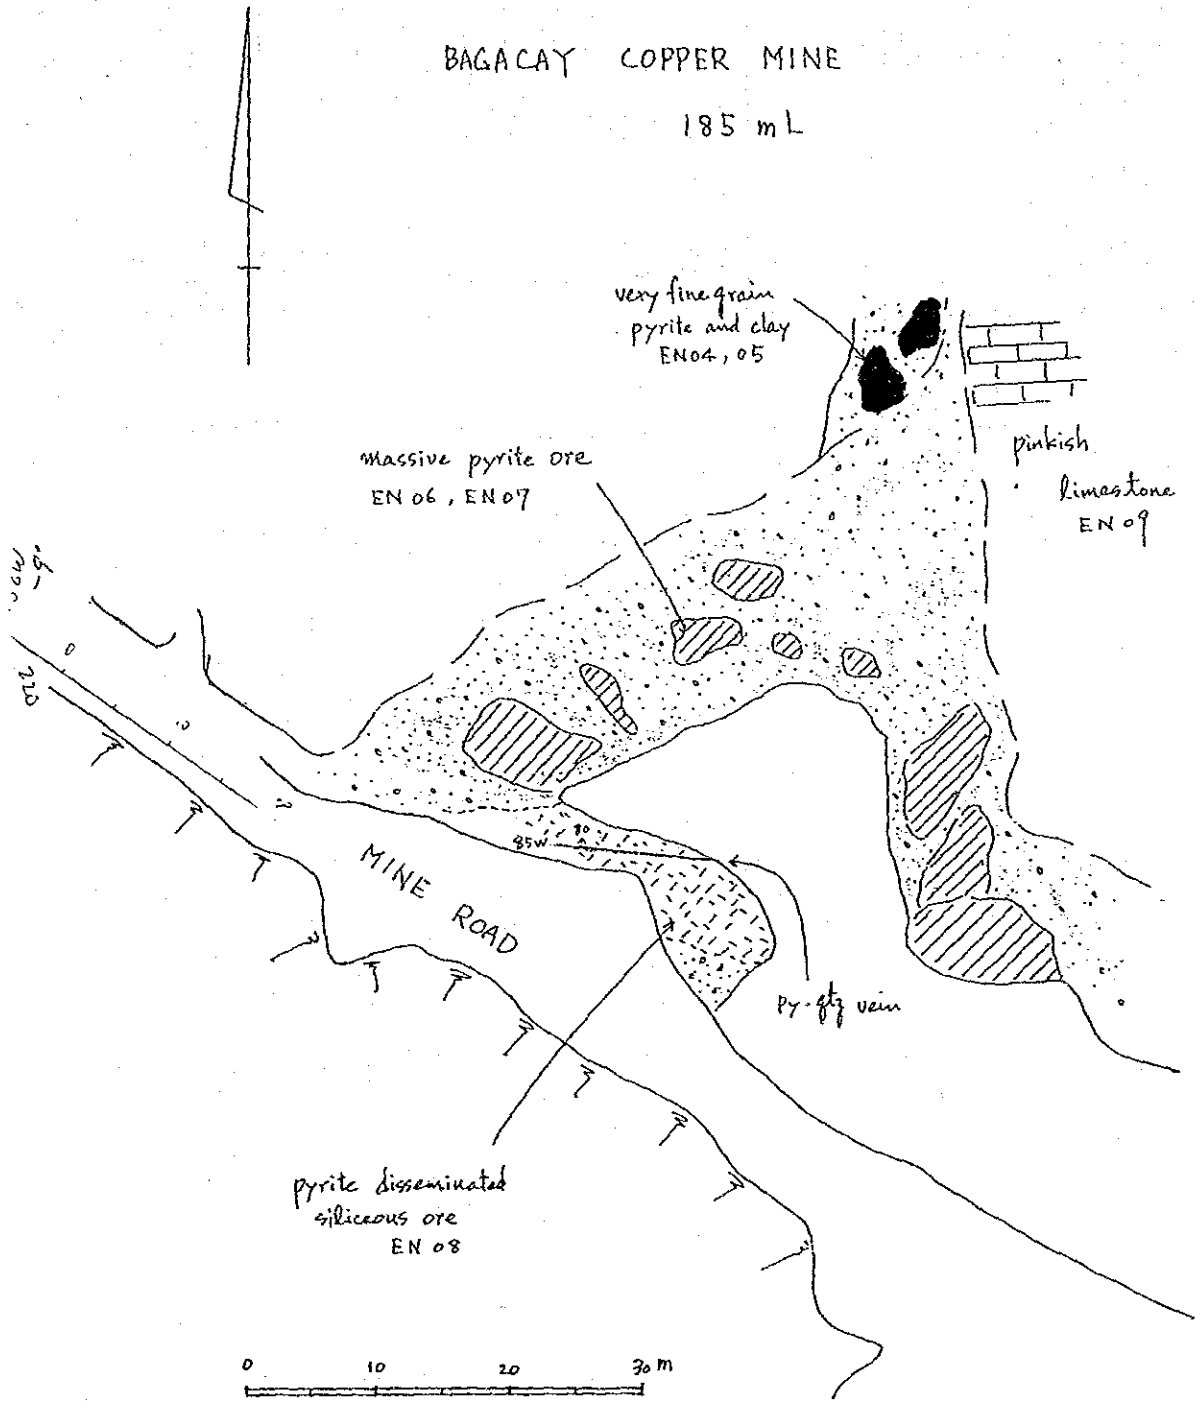 BAGACAY COPPER MINE
185 mL
very fine grain
pyrite and clay
EN04, 05
massive pyrite ore
EN 06, EN 07
pinkish
limestone
EN 09
220
85W
80
MINE ROAD
py-qtz vein
pyrite disseminated
siliceous ore
EN 08
0 10 20 30 m